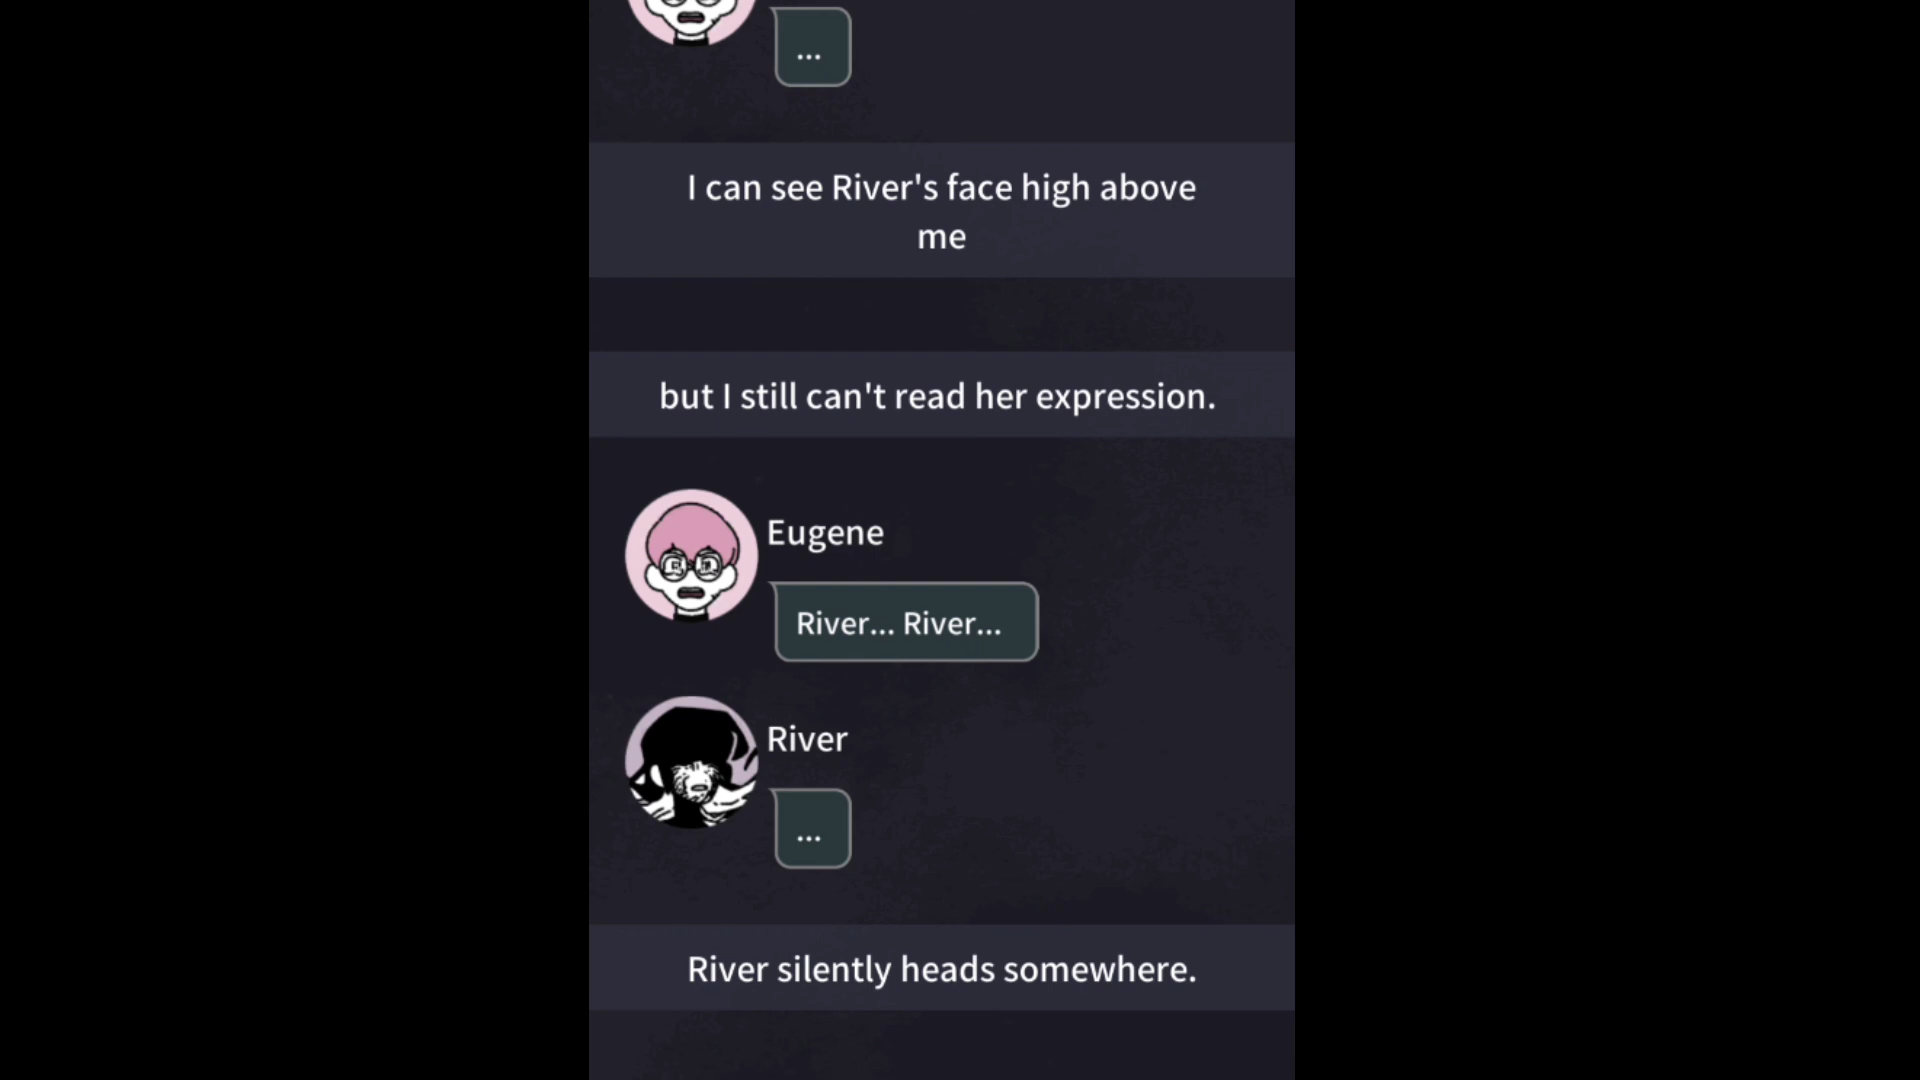 ...
I can see River's face high above
me
but I still can't read her expression.
Eugene
River... River...
River
...
River silently heads somewhere.